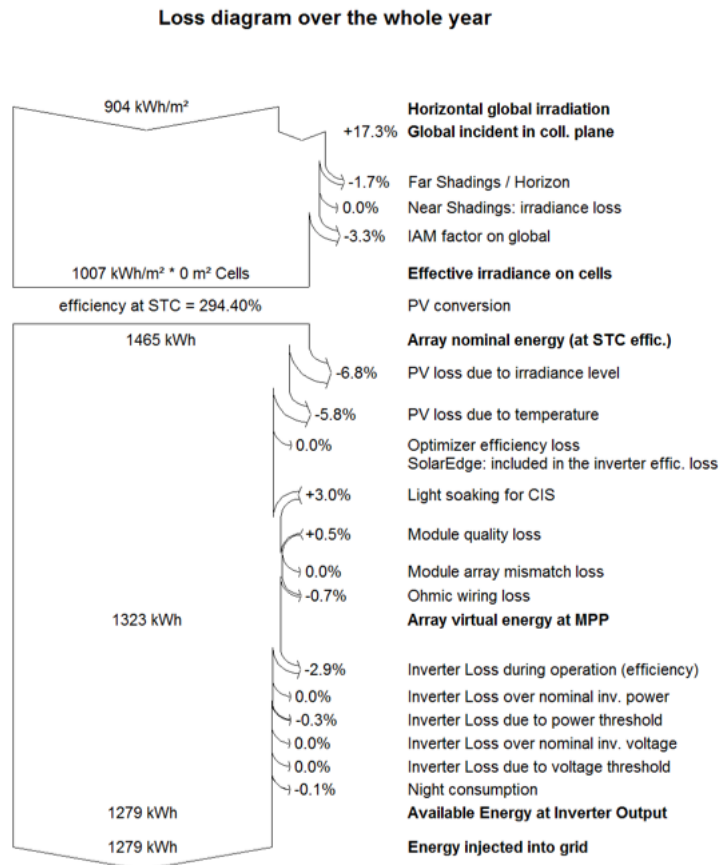 Loss diagram over the whole year
904 kWh/m² Horizontal global irradiation
+17.3% Global incident in coll. plane
-1.7% Far Shadings / Horizon
0.0% Near Shadings: irradiance loss
-3.3% IAM factor on global
1007 kWh/m² * 0 m² Cells Effective irradiance on cells
efficiency at STC = 294.40% PV conversion
1465 kWh Array nominal energy (at STC effic.)
-6.8% PV loss due to irradiance level
-5.8% PV loss due to temperature
0.0% Optimizer efficiency loss
SolarEdge: included in the inverter effic. loss
+3.0% Light soaking for CIS
+0.5% Module quality loss
0.0% Module array mismatch loss
-0.7% Ohmic wiring loss
1323 kWh Array virtual energy at MPP
-2.9% Inverter Loss during operation (efficiency)
0.0% Inverter Loss over nominal inv. power
-0.3% Inverter Loss due to power threshold
0.0% Inverter Loss over nominal inv. voltage
0.0% Inverter Loss due to voltage threshold
-0.1% Night consumption
1279 kWh Available Energy at Inverter Output
1279 kWh Energy injected into grid